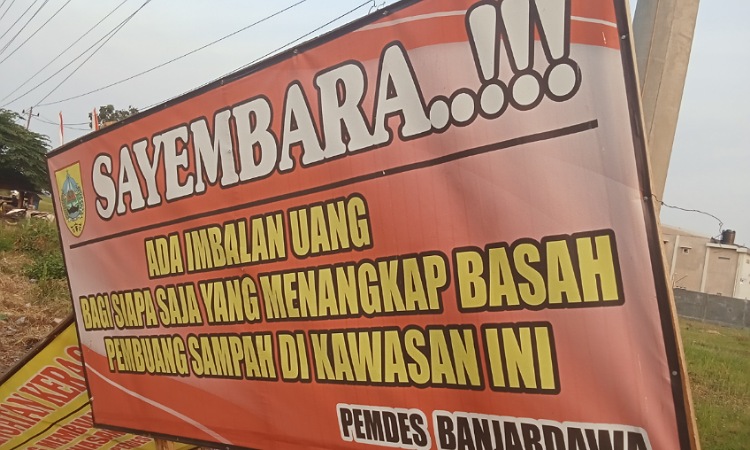 SAYEMBARA...!!!
ADA IMBALAN UANG
BAGI SIAPA SAJA YANG MENANGKAP BASAH
PEMBUANG SAMPAH DI KAWASAN INI
PEMDES BANJARDAWA